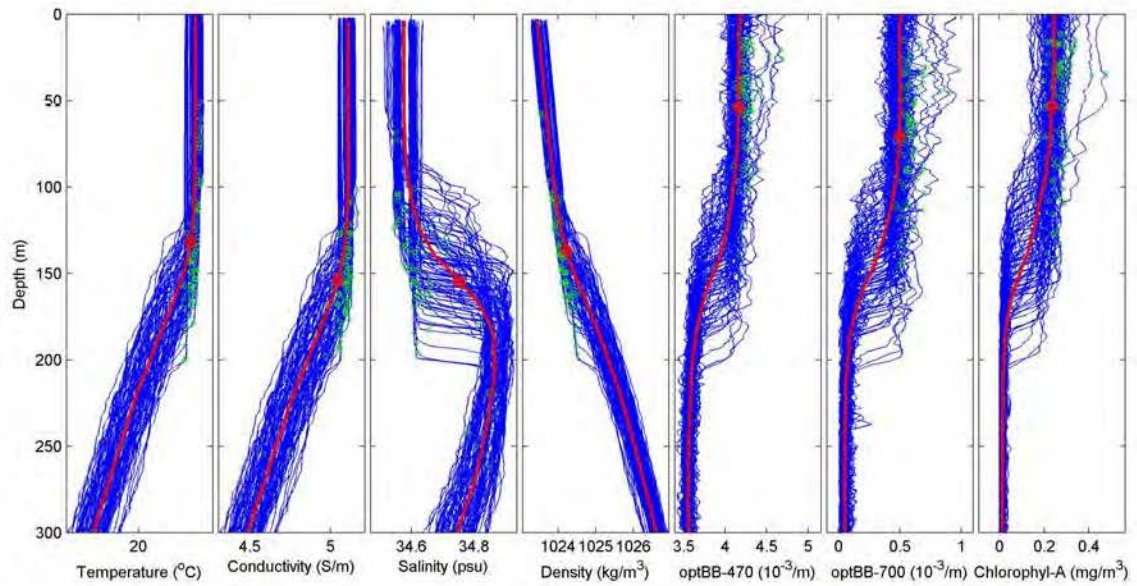 Depth (m)
0
50
100
150
200
250
300
20
4.5 5
34.6 34.8
1024 1025 1026
3.5 4 4.5 5
0 0.5 1
0 0.2 0.4
Temperature (°C)
Conductivity (S/m)
Salinity (psu)
Density (kg/m³)
optBB-470 (10⁻³/m)
optBB-700 (10⁻³/m)
Chlorophyl-A (mg/m³)